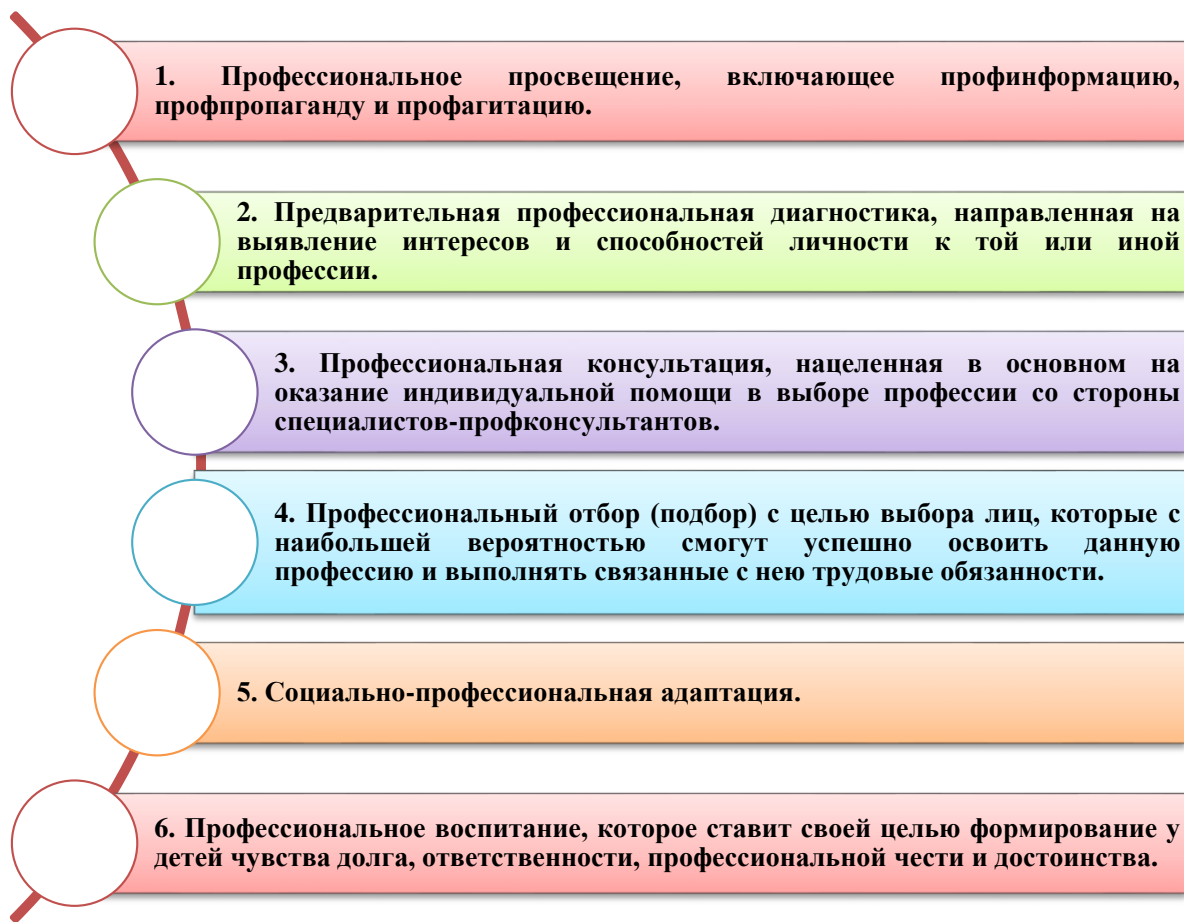 1. Профессиональное просвещение, включающее профинформацию,
профпропаганду и профагитацию.
2. Предварительная профессиональная диагностика, направленная на
выявление интересов и способностей личности к той или иной
профессии.
3. Профессиональная консультация, нацеленная в основном на
оказание индивидуальной помощи в выборе профессии со стороны
специалистов-профконсультантов.
4. Профессиональный отбор (подбор) с целью выбора лиц, которые с
наибольшей вероятностью смогут успешно освоить данную
профессию и выполнять связанные с нею трудовые обязанности.
5. Социально-профессиональная адаптация.
6. Профессиональное воспитание, которое ставит своей целью формирование у
детей чувства долга, ответственности, профессиональной чести и достоинства.